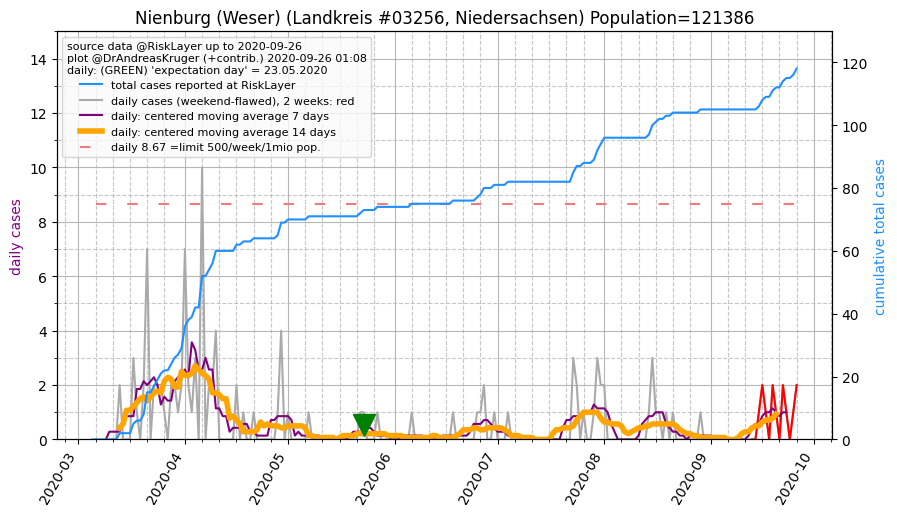 Nienburg (Weser) (Landkreis #03256, Niedersachsen) Population=121386
source data @RiskLayer up to 2020-09-26
plot @DrAndreasKruger (+contrib.) 2020-09-26 01:08
daily: (GREEN) 'expectation day' = 23.05.2020
total cases reported at RiskLayer
daily cases (weekend-flawed), 2 weeks: red
daily: centered moving average 7 days
daily: centered moving average 14 days
daily 8.67 =limit 500/week/1mio pop.
daily cases
14
12
10
8
6
4
2
0
cumulative total cases
120
100
80
60
40
20
0
2020-03
2020-04
2020-05
2020-06
2020-07
2020-08
2020-09
2020-10